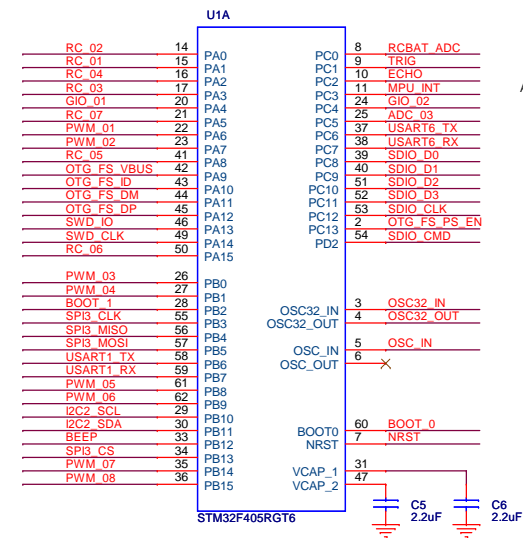 U1A
RC_02 14 PA0 PC0 8 RCBAT_ADC
RC_01 15 PA1 PC1 9 TRIG
RC_04 16 PA2 PC2 10 ECHO
RC_03 17 PA3 PC3 11 MPU_INT
GIO_01 20 PA4 PC4 24 GIO_02
RC_07 21 PA5 PC5 25 ADC_03
PWM_01 22 PA6 PC6 37 USART6_TX
PWM_02 23 PA7 PC7 38 USART6_RX
RC_05 41 PA8 PC8 39 SDIO_D0
OTG_FS_VBUS 42 PA9 PC9 40 SDIO_D1
OTG_FS_ID 43 PA10 PC10 51 SDIO_D2
OTG_FS_DM 44 PA11 PC11 52 SDIO_D3
OTG_FS_DP 45 PA12 PC12 53 SDIO_CLK
SWD_IO 46 PA13 PC13 2 OTG_FS_PS_EN
SWD_CLK 49 PA14 PD2 54 SDIO_CMD
RC_06 50 PA15
PWM_03 26 PB0
PWM_04 27 PB1
BOOT_1 28 PB2 OSC32_IN 3 OSC32_IN
SPI3_CLK 55 PB3 OSC32_OUT 4 OSC32_OUT
SPI3_MISO 56 PB4
SPI3_MOSI 57 PB5 OSC_IN 5 OSC_IN
USART1_TX 58 PB6 OSC_OUT 6
USART1_RX 59 PB7
PWM_05 61 PB8
PWM_06 62 PB9
I2C2_SCL 29 PB10
I2C2_SDA 30 PB11 BOOT0 60 BOOT_0
BEEP 33 PB12 NRST 7 NRST
SPI3_CS 34 PB13
PWM_07 35 PB14 VCAP_1 31
PWM_08 36 PB15 VCAP_2 47
C5 C6
2.2uF 2.2uF
STM32F405RGT6